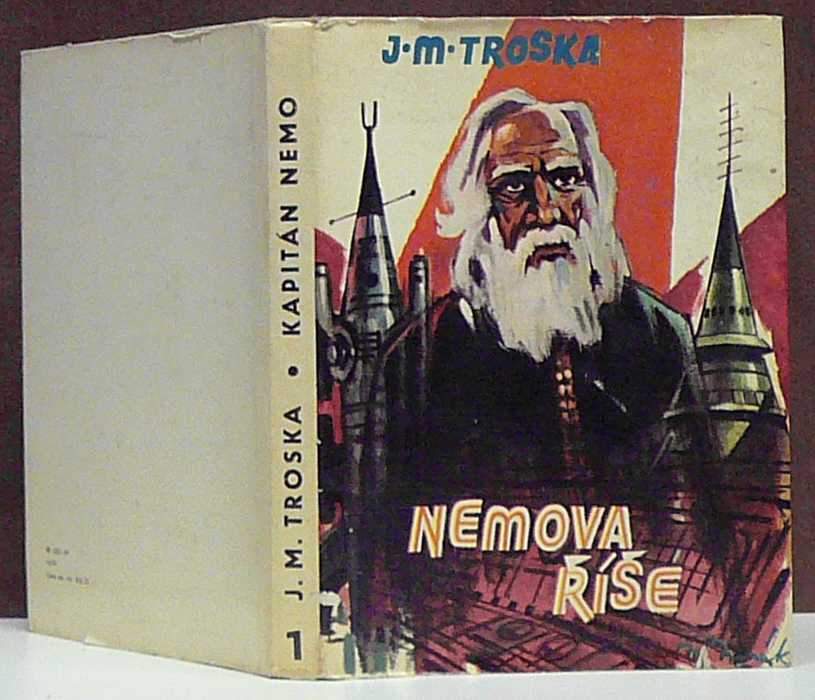 J·M·TROSKA
NEMOVA
ŘÍŠE
J. M. TROSKA • KAPITÁN NEMO
1